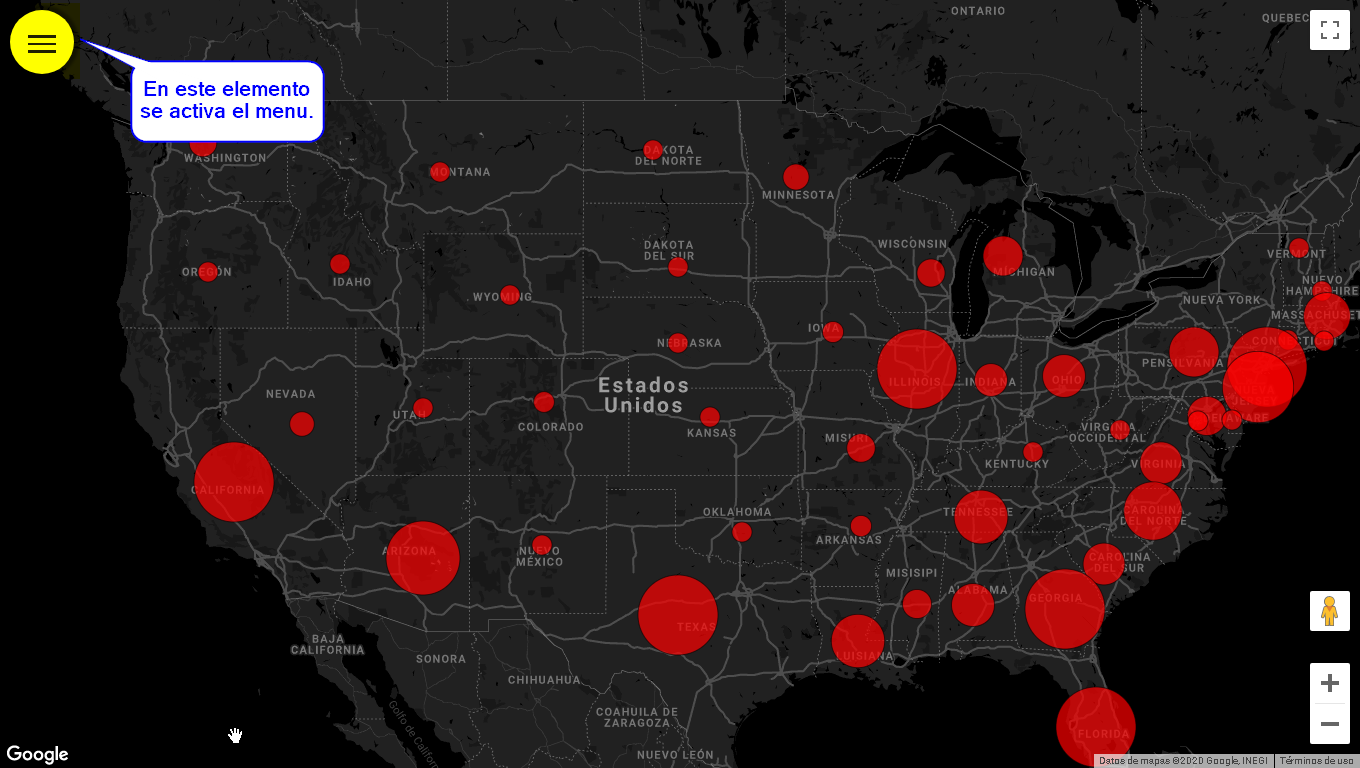 ONTARIO
QUEBEC
En este elemento
se activa el menu.
WASHINGTON
MONTANA
DAKOTA
DEL NORTE
MINNESOTA
WISCONSIN
MICHIGAN
VERMONT
NUEVO
HAMPSHIRE
MASSACHUSET
NUEVA YORK
OREGÓN
IDAHO
WYOMING
DAKOTA
DEL SUR
IOWA
NEBRASKA
CONNECTICUT
PENSILVANIA
ILLINOIS
INDIANA
OHIO
NUEVA
JERSEY
DELAWARE
NEVADA
UTAH
COLORADO
Estados
Unidos
KANSAS
MISURI
VIRGINIA
OCCIDENTAL
KENTUCKY
VIRGINIA
CALIFORNIA
OKLAHOMA
TENNESSEE
CAROLINA
DEL NORTE
ARKANSAS
ARIZONA
NUEVO
MÉXICO
MISISIPI
ALABAMA
CAROLINA
DEL SUR
GEORGIA
TEXAS
LUISIANA
BAJA
CALIFORNIA
SONORA
CHIHUAHUA
COAHUILA DE
ZARAGOZA
Golfo de Californi
NUEVO LEÓN
FLORIDA
Google
Datos de mapas ©2020 Google, INEGI
Términos de uso